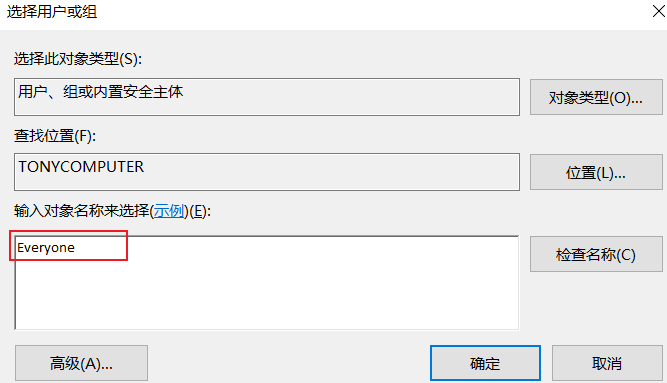 选择用户或组
选择此对象类型(S):
用户、组或内置安全主体
对象类型(O)...
查找位置(F):
TONYCOMPUTER
位置(L)...
输入对象名称来选择(示例)(E):
Everyone
检查名称(C)
高级(A)...
确定
取消